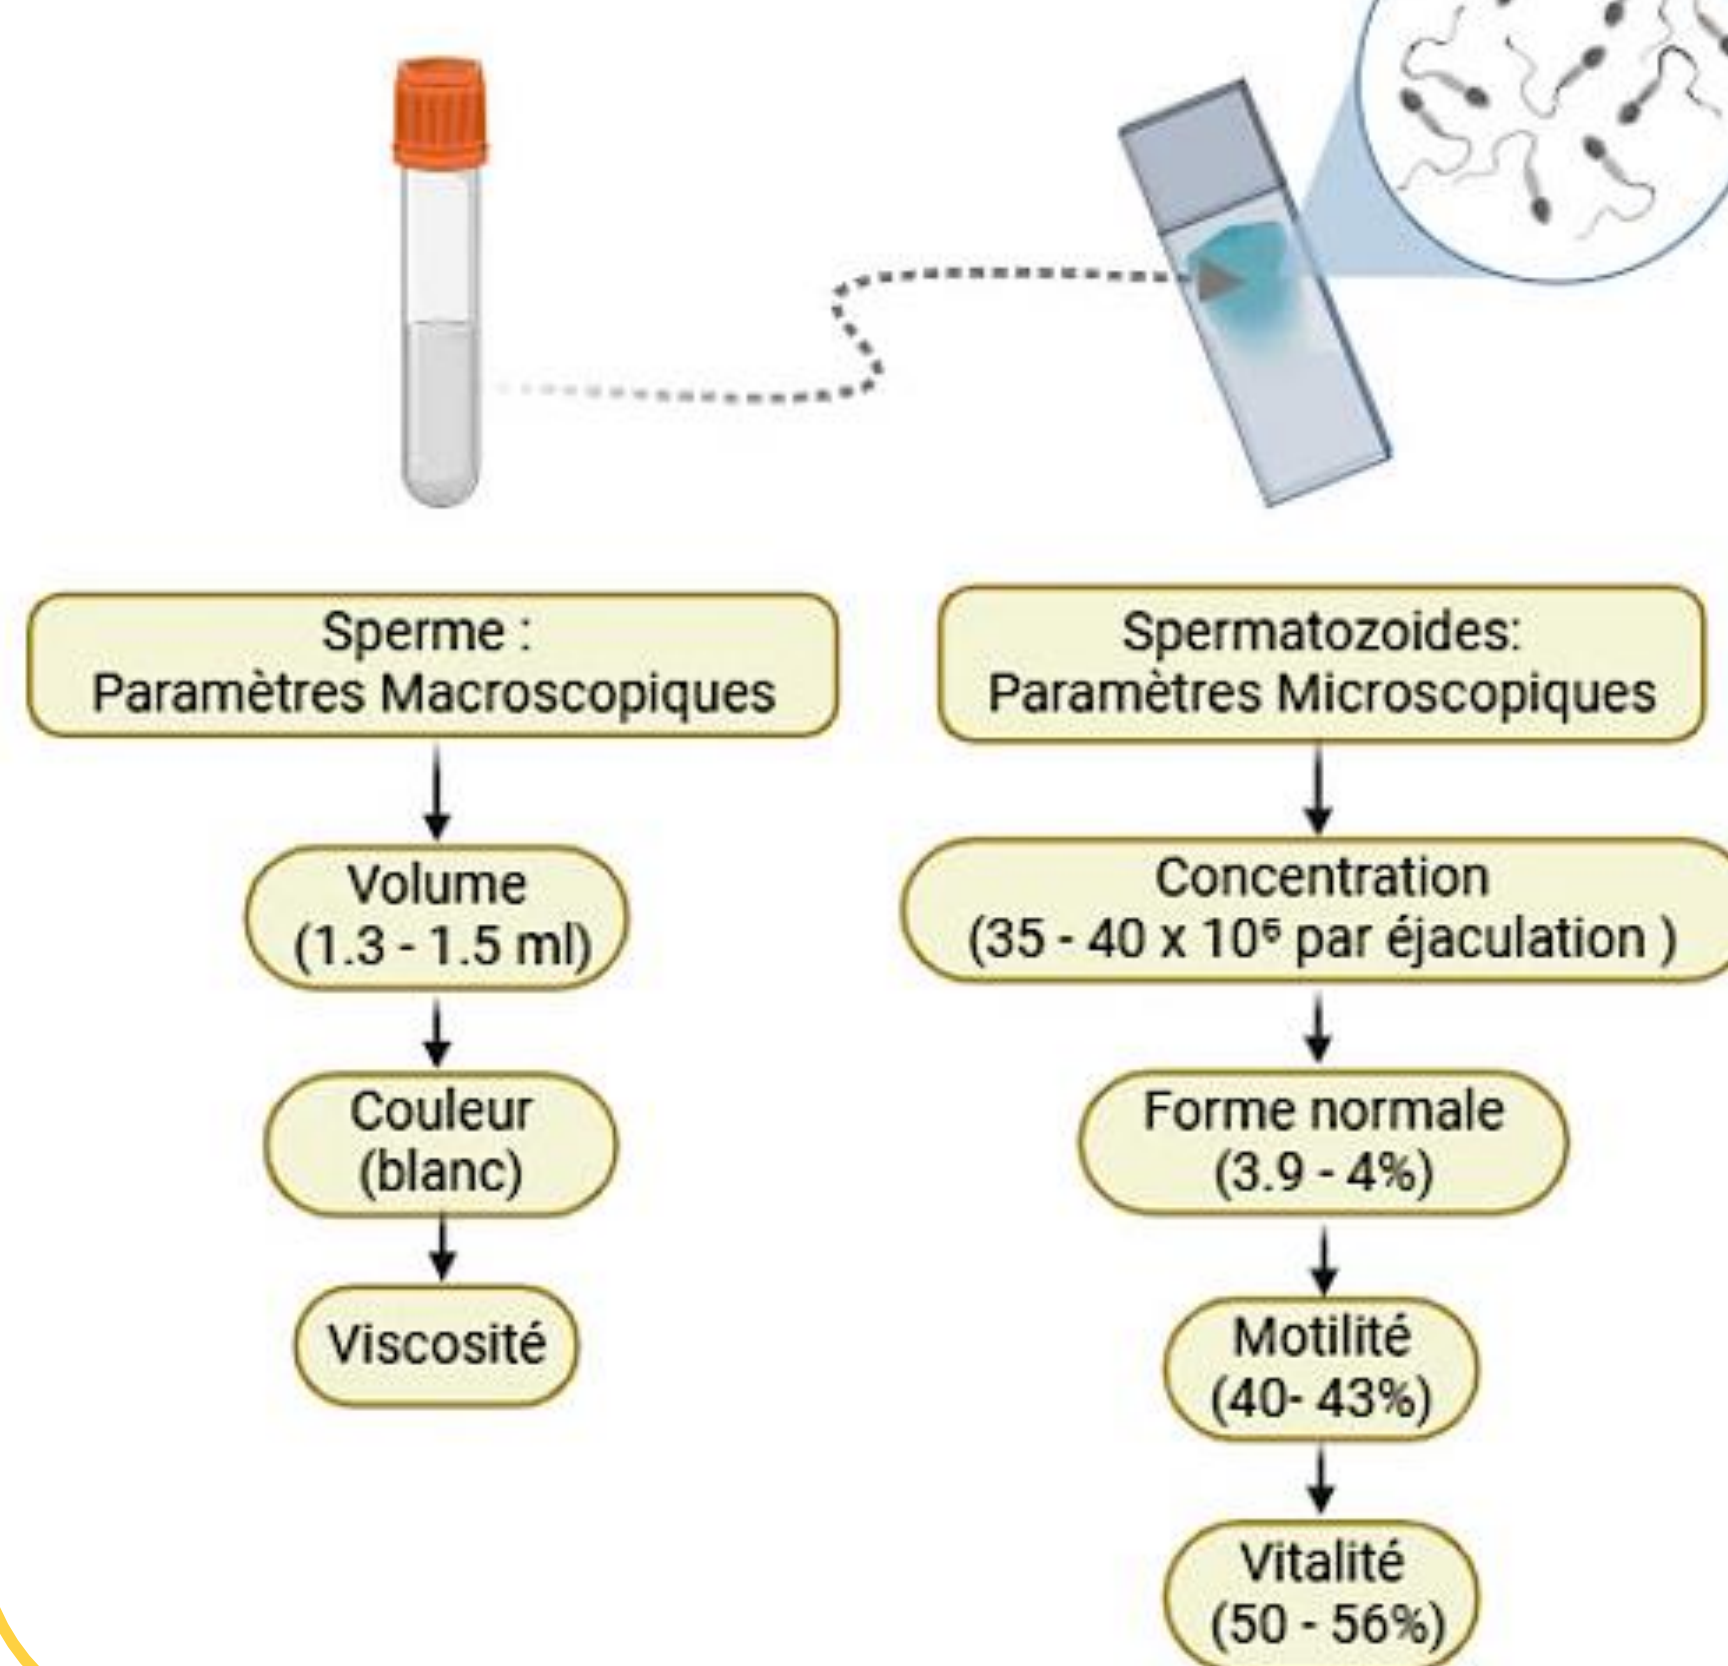 Sperme :
Paramètres Macroscopiques
Volume
(1.3 - 1.5 ml)
Couleur
(blanc)
Viscosité
Spermatozoides:
Paramètres Microscopiques
Concentration
(35 - 40 x 10⁶ par éjaculation )
Forme normale
(3.9 - 4%)
Motilité
(40- 43%)
Vitalité
(50 - 56%)